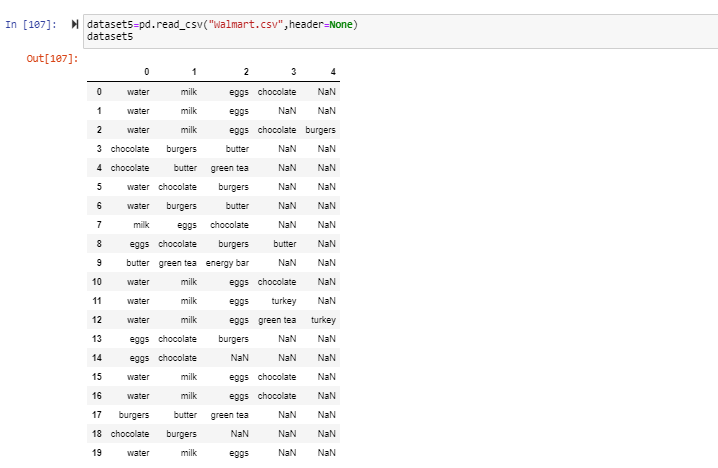 In [107]: dataset5=pd.read_csv("Walmart.csv",header=None)
dataset5
Out[107]:
0 1 2 3 4
0 water milk eggs chocolate NaN
1 water milk eggs NaN NaN
2 water milk eggs chocolate burgers
3 chocolate burgers butter NaN NaN
4 chocolate butter green tea NaN NaN
5 water chocolate burgers NaN NaN
6 water burgers butter NaN NaN
7 milk eggs chocolate NaN NaN
8 eggs chocolate burgers butter NaN
9 butter green tea energy bar NaN NaN
10 water milk eggs chocolate NaN
11 water milk eggs turkey NaN
12 water milk eggs green tea turkey
13 eggs chocolate burgers NaN NaN
14 eggs chocolate NaN NaN NaN
15 water milk eggs chocolate NaN
16 water milk eggs chocolate NaN
17 burgers butter green tea NaN NaN
18 chocolate burgers NaN NaN NaN
19 water milk eggs NaN NaN